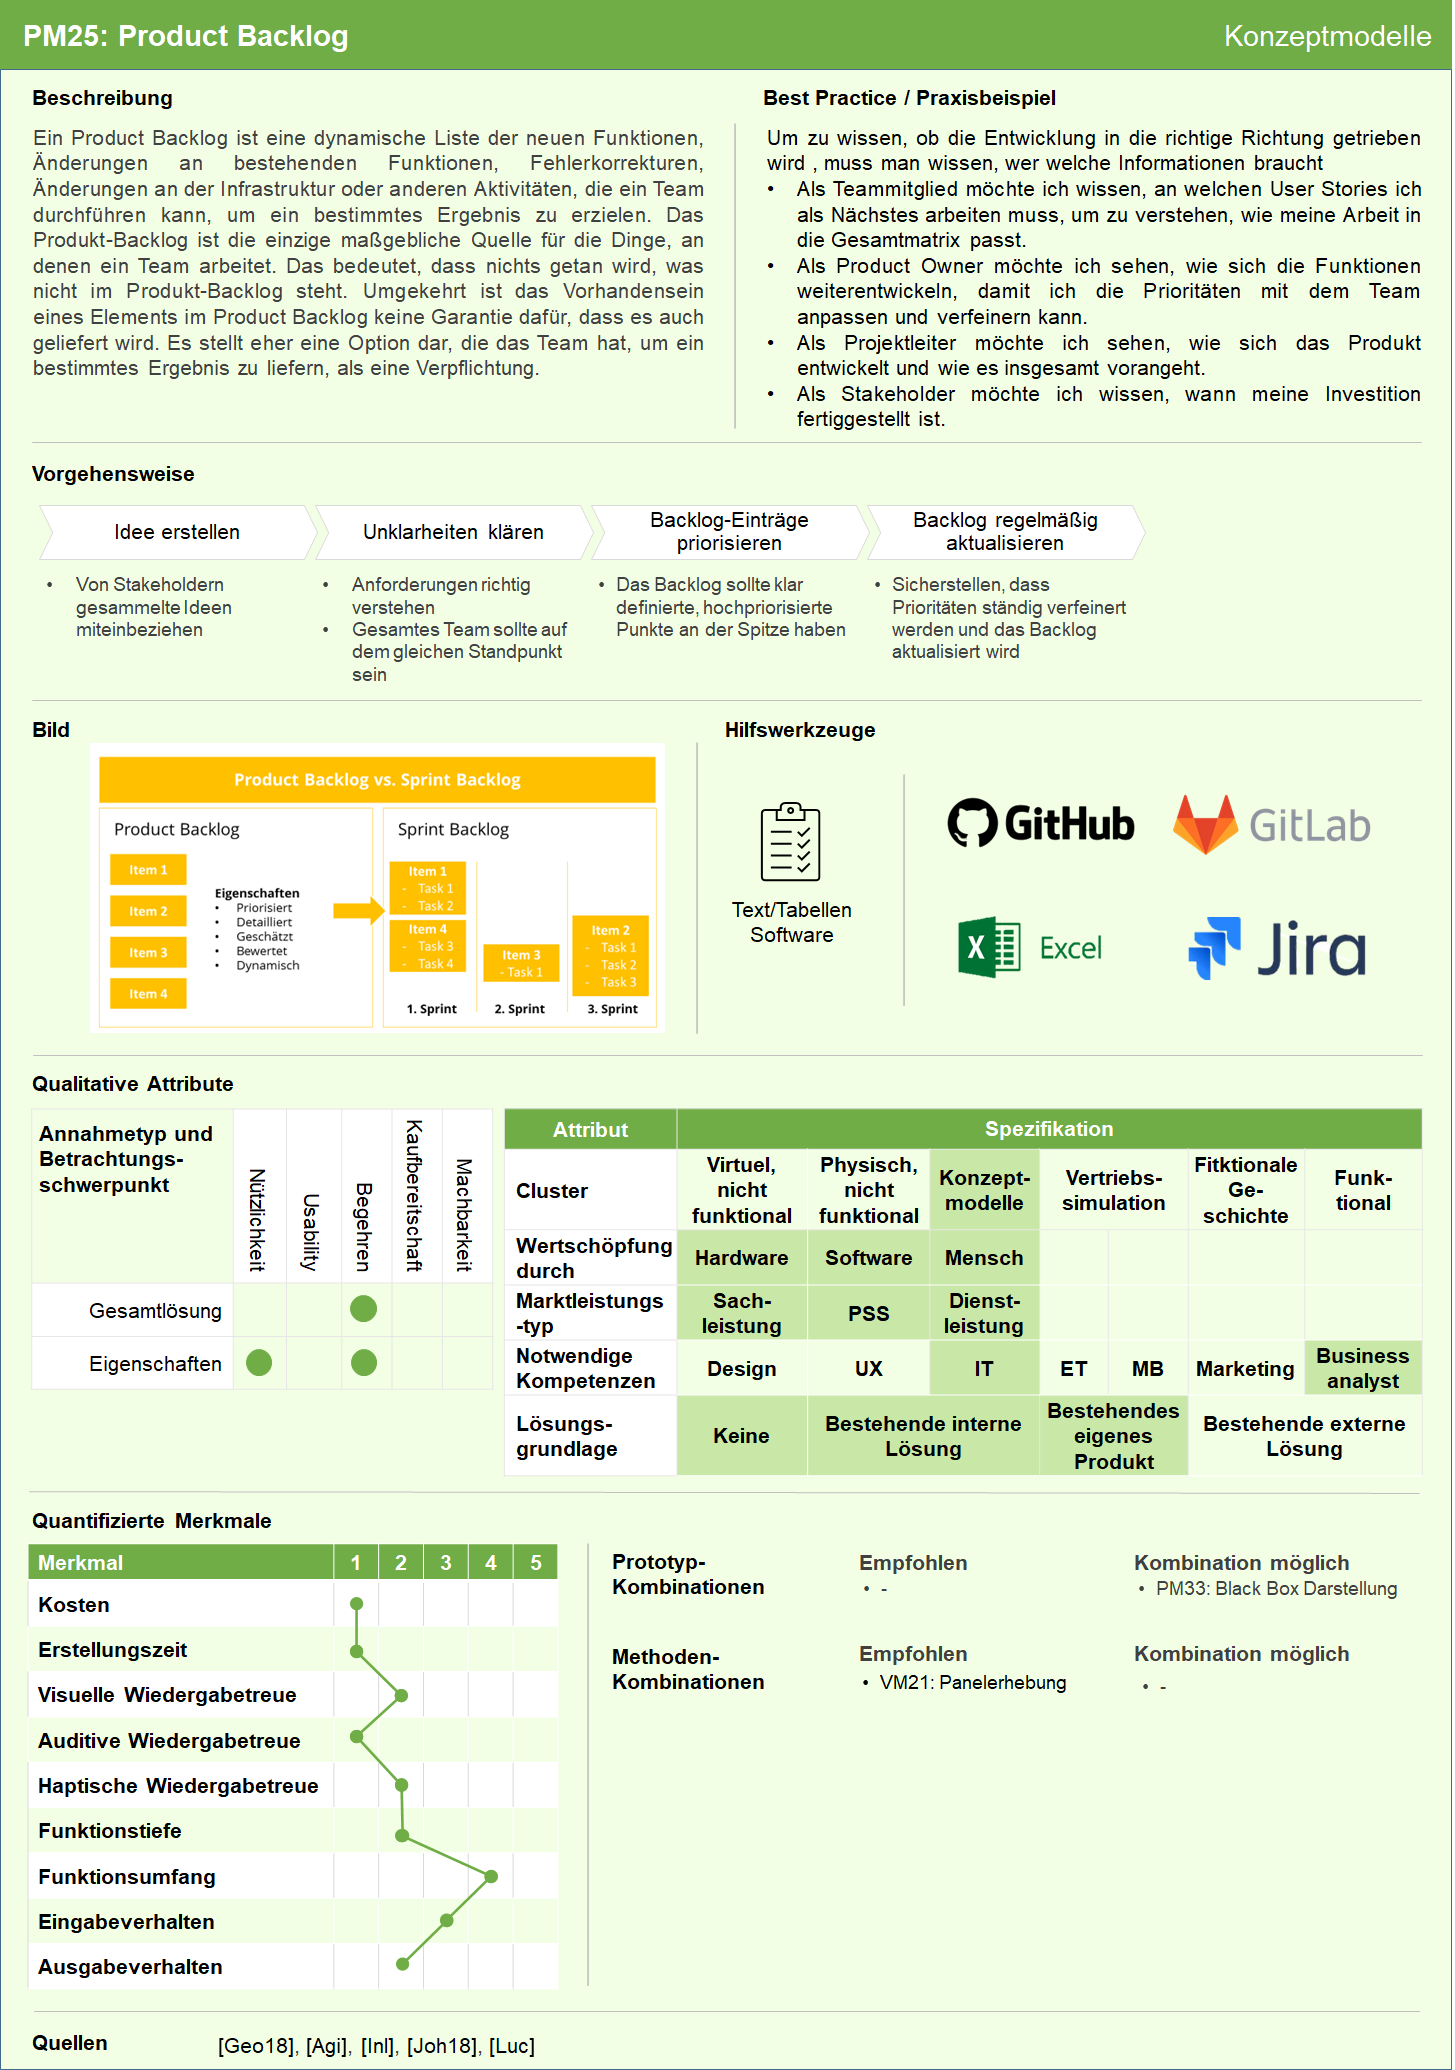 PM25: Product Backlog
Konzeptmodelle
Beschreibung
Ein Product Backlog ist eine dynamische Liste der neuen Funktionen,
Änderungen an bestehenden Funktionen, Fehlerkorrekturen,
Änderungen an der Infrastruktur oder anderen Aktivitäten, die ein Team
durchführen kann, um ein bestimmtes Ergebnis zu erzielen. Das
Produkt-Backlog ist die einzige maßgebliche Quelle für die Dinge, an
denen ein Team arbeitet. Das bedeutet, dass nichts getan wird, was
nicht im Produkt-Backlog steht. Umgekehrt ist das Vorhandensein
eines Elements im Product Backlog keine Garantie dafür, dass es auch
geliefert wird. Es stellt eher eine Option dar, die das Team hat, um ein
bestimmtes Ergebnis zu liefern, als eine Verpflichtung.
Best Practice / Praxisbeispiel
Um zu wissen, ob die Entwicklung in die richtige Richtung getrieben
wird , muss man wissen, wer welche Informationen braucht
• Als Teammitglied möchte ich wissen, an welchen User Stories ich
als Nächstes arbeiten muss, um zu verstehen, wie meine Arbeit in
die Gesamtmatrix passt.
• Als Product Owner möchte ich sehen, wie sich die Funktionen
weiterentwickeln, damit ich die Prioritäten mit dem Team
anpassen und verfeinern kann.
• Als Projektleiter möchte ich sehen, wie sich das Produkt
entwickelt und wie es insgesamt vorangeht.
• Als Stakeholder möchte ich wissen, wann meine Investition
fertiggestellt ist.
Vorgehensweise
Idee erstellen
• Von Stakeholdern
gesammelte Ideen
miteinbeziehen
Unklarheiten klären
• Anforderungen richtig
verstehen
• Gesamtes Team sollte auf
dem gleichen Standpunkt
sein
Backlog-Einträge
priorisieren
• Das Backlog sollte klar
definierte, hochpriorisierte
Punkte an der Spitze haben
Backlog regelmäßig
aktualisieren
• Sicherstellen, dass
Prioritäten ständig verfeinert
werden und das Backlog
aktualisiert wird
Bild
Product Backlog vs. Sprint Backlog
Product Backlog
Item 1
Item 2
Item 3
Item 4
Eigenschaften
• Priorisiert
• Detailliert
• Geschätzt
• Bewertet
• Dynamisch
Sprint Backlog
Item 1
- Task 1
- Task 2
Item 4
- Task 3
- Task 4
1. Sprint
Item 3
- Task 1
2. Sprint
Item 2
- Task 1
- Task 2
- Task 3
3. Sprint
Hilfswerkzeuge
Text/Tabellen
Software
GitHub
GitLab
X
Excel
Jira
Qualitative Attribute
Annahmetyp und
Betrachtungs-
schwerpunkt
Nützlichkeit
Usability
Begehren
Kaufbereitschaft
Machbarkeit
Gesamtlösung
Eigenschaften
Attribut
Spezifikation
Cluster
Virtuel,
nicht
funktional
Physisch,
nicht
funktional
Konzept-
modelle
Vertriebs-
simulation
Fitktionale
Ge-
schichte
Funk-
tional
Wertschöpfung
durch
Hardware
Software
Mensch
Marktleistungs
-typ
Sach-
leistung
PSS
Dienst-
leistung
Notwendige
Kompetenzen
Design
UX
IT
ET
MB
Marketing
Business
analyst
Lösungs-
grundlage
Keine
Bestehende interne
Lösung
Bestehendes
eigenes
Produkt
Bestehende externe
Lösung
Quantifizierte Merkmale
Merkmal 1 2 3 4 5
Kosten
Erstellungszeit
Visuelle Wiedergabetreue
Auditive Wiedergabetreue
Haptische Wiedergabetreue
Funktionstiefe
Funktionsumfang
Eingabeverhalten
Ausgabeverhalten
Prototyp-
Kombinationen
Empfohlen
• -
Kombination möglich
• PM33: Black Box Darstellung
Methoden-
Kombinationen
Empfohlen
• VM21: Panelerhebung
Kombination möglich
• -
Quellen
[Geo18], [Agi], [Inl], [Joh18], [Luc]